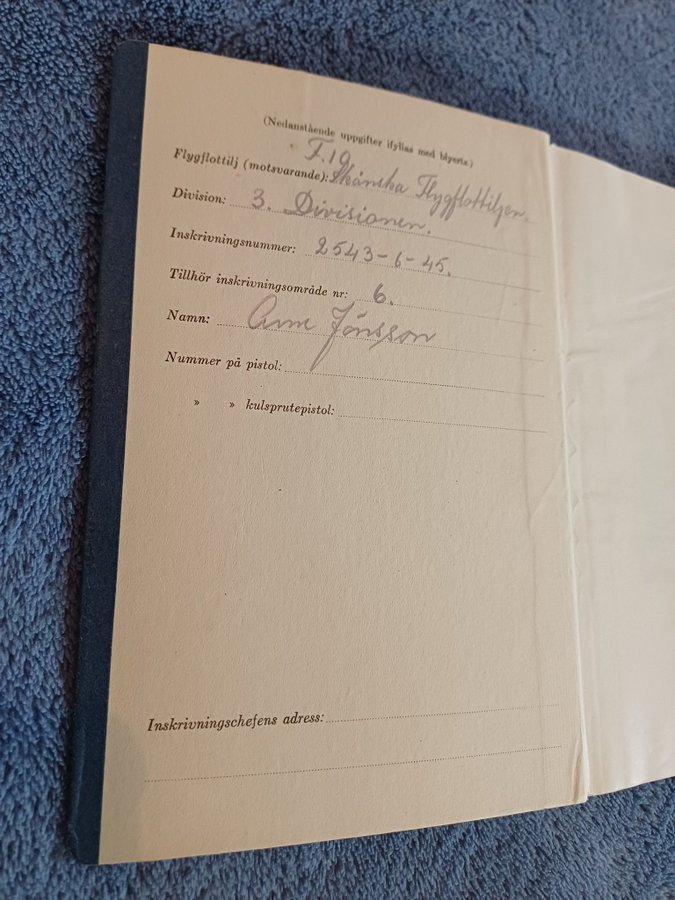 (Nedanstående uppgifter ifyllas med blyerts.)
F.10
Flygflottilj (motsvarande): Skånska Flygflottiljen.
Division: 3. Divisionen.
Inskrivningsnummer: 2543-6-45.
Tillhör inskrivningsområde nr: 6.
Namn: Arne Jönsson
Nummer på pistol:
» » kulsprutepistol:
Inskrivningschefens adress: